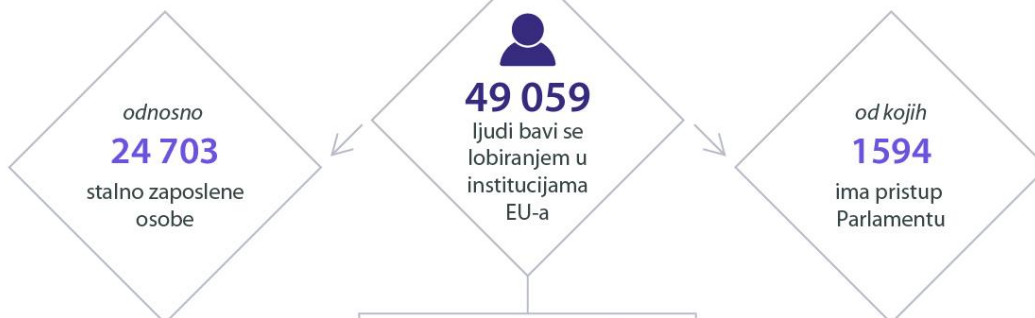 odnosno
24 703
stalno zaposlene
osobe
49 059
ljudi bavi se
lobiranjem u
institucijama
EU-a
od kojih
1594
ima pristup
Parlamentu